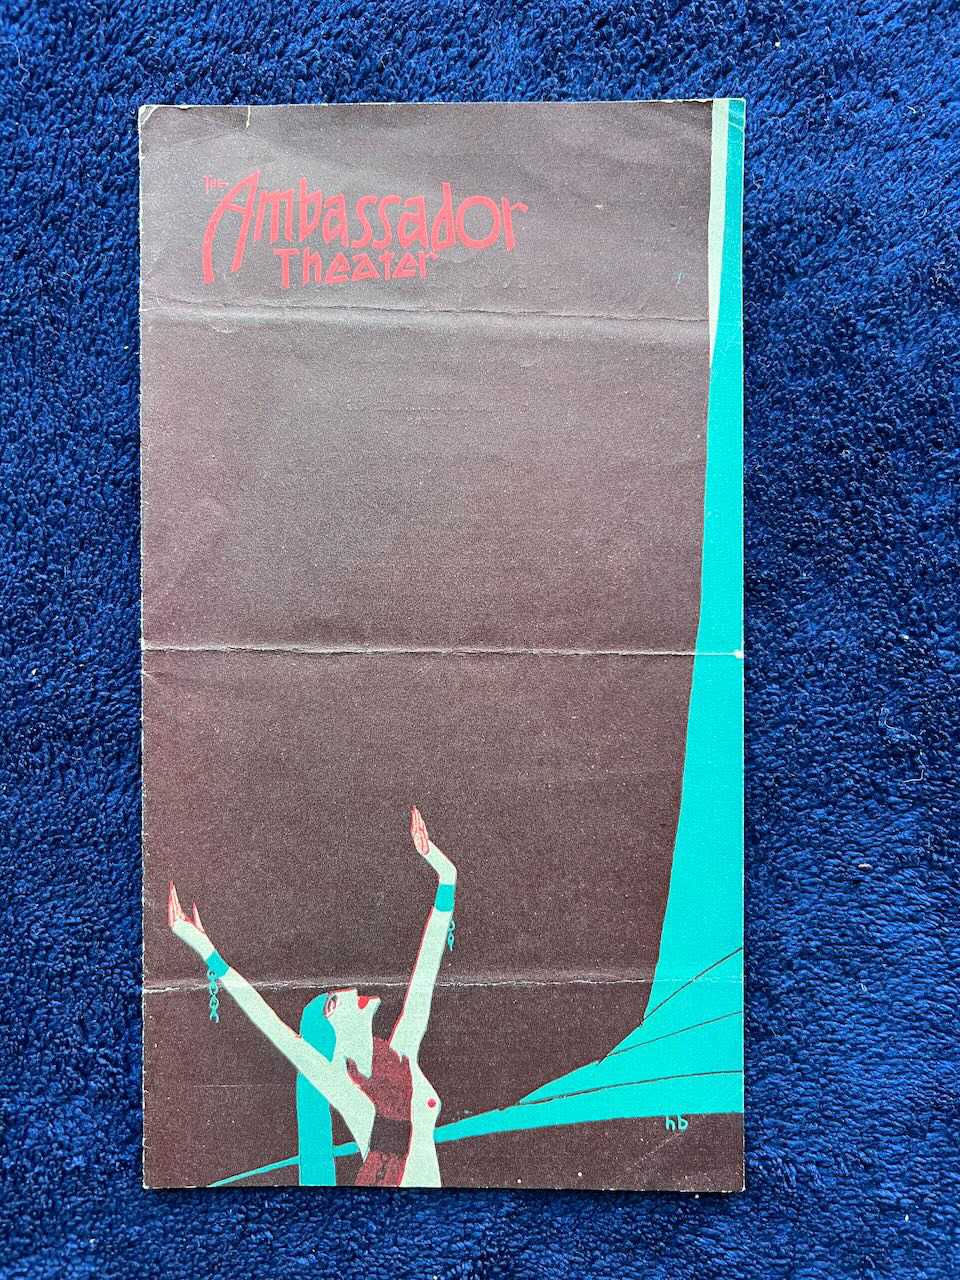 THE
Ambassador
Theater
hb